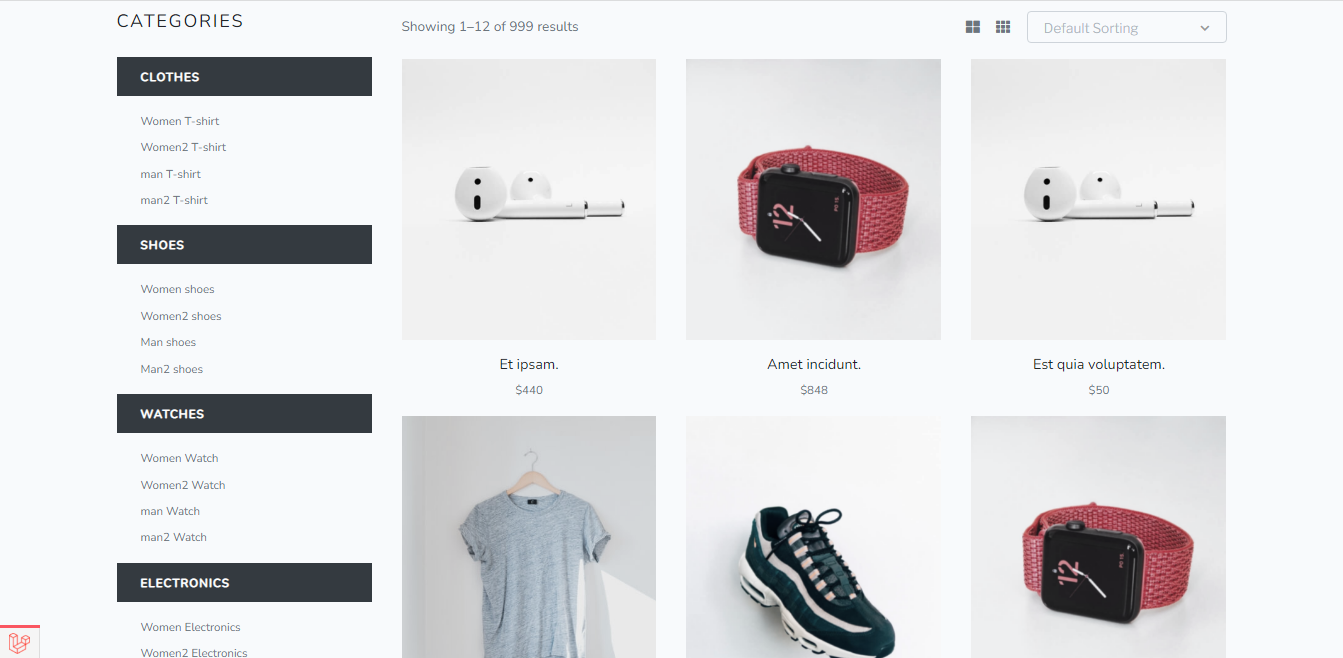 CATEGORIES
CLOTHES
Women T-shirt
Women2 T-shirt
man T-shirt
man2 T-shirt
SHOES
Women shoes
Women2 shoes
Man shoes
Man2 shoes
WATCHES
Women Watch
Women2 Watch
man Watch
man2 Watch
ELECTRONICS
Women Electronics
Women2 Electronics
Showing 1–12 of 999 results
Default Sorting
12
Et ipsam.
$440
Amet incidunt.
$848
Est quia voluptatem.
$50
12